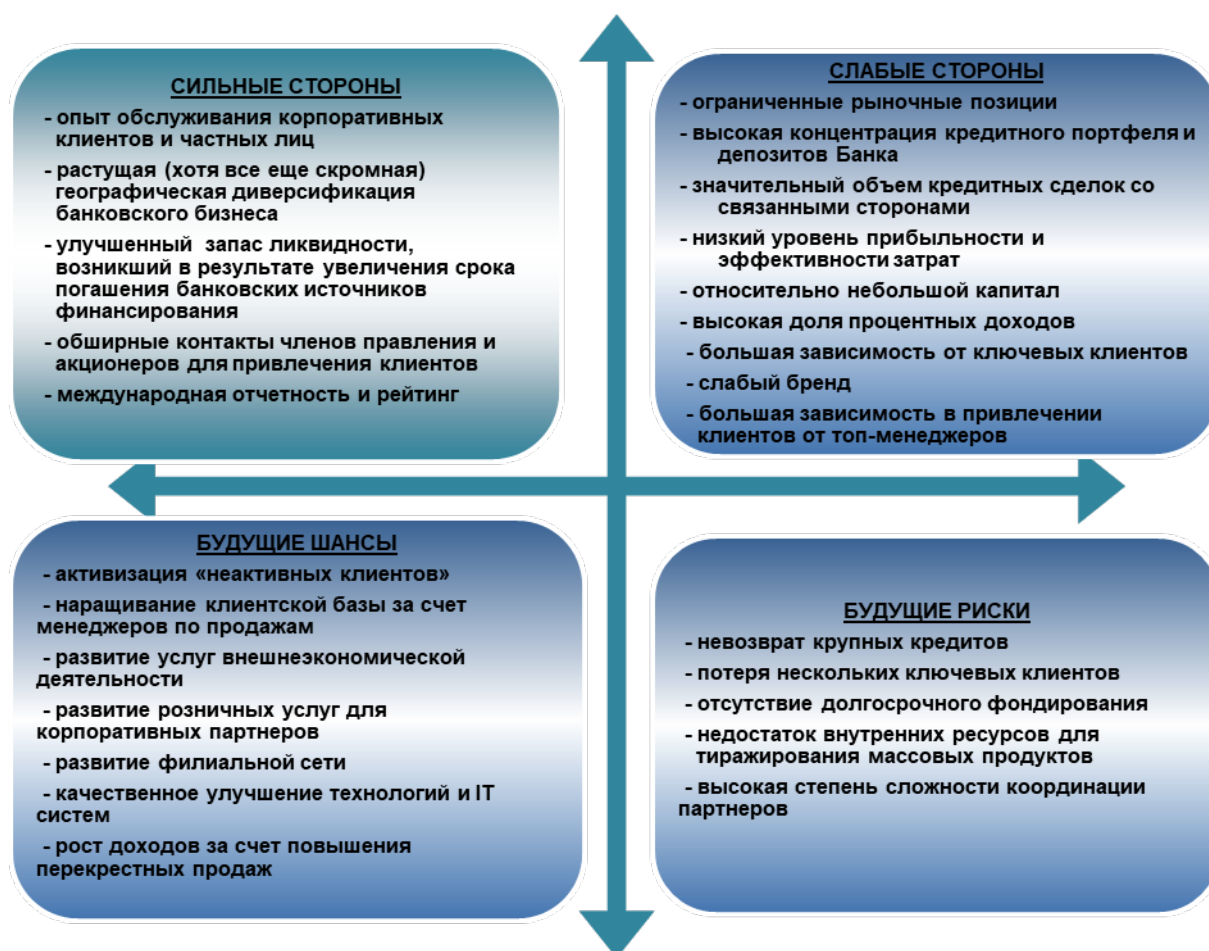 СИЛЬНЫЕ СТОРОНЫ
- опыт обслуживания корпоративных
клиентов и частных лиц
- растущая (хотя все еще скромная)
географическая диверсификация
банковского бизнеса
- улучшенный запас ликвидности,
возникший в результате увеличения срока
погашения банковских источников
финансирования
- обширные контакты членов правления и
акционеров для привлечения клиентов
- международная отчетность и рейтинг
СЛАБЫЕ СТОРОНЫ
- ограниченные рыночные позиции
- высокая концентрация кредитного портфеля и
депозитов Банка
- значительный объем кредитных сделок со
связанными сторонами
- низкий уровень прибыльности и
эффективности затрат
- относительно небольшой капитал
- высокая доля процентных доходов
- большая зависимость от ключевых клиентов
- слабый бренд
- большая зависимость в привлечении
клиентов от топ-менеджеров
БУДУЩИЕ ШАНСЫ
- активизация «неактивных клиентов»
- наращивание клиентской базы за счет
менеджеров по продажам
- развитие услуг внешнеэкономической
деятельности
- развитие розничных услуг для
корпоративных партнеров
- развитие филиальной сети
- качественное улучшение технологий и IT
систем
- рост доходов за счет повышения
перекрестных продаж
БУДУЩИЕ РИСКИ
- невозврат крупных кредитов
- потеря нескольких ключевых клиентов
- отсутствие долгосрочного фондирования
- недостаток внутренних ресурсов для
тиражирования массовых продуктов
- высокая степень сложности координации
партнеров